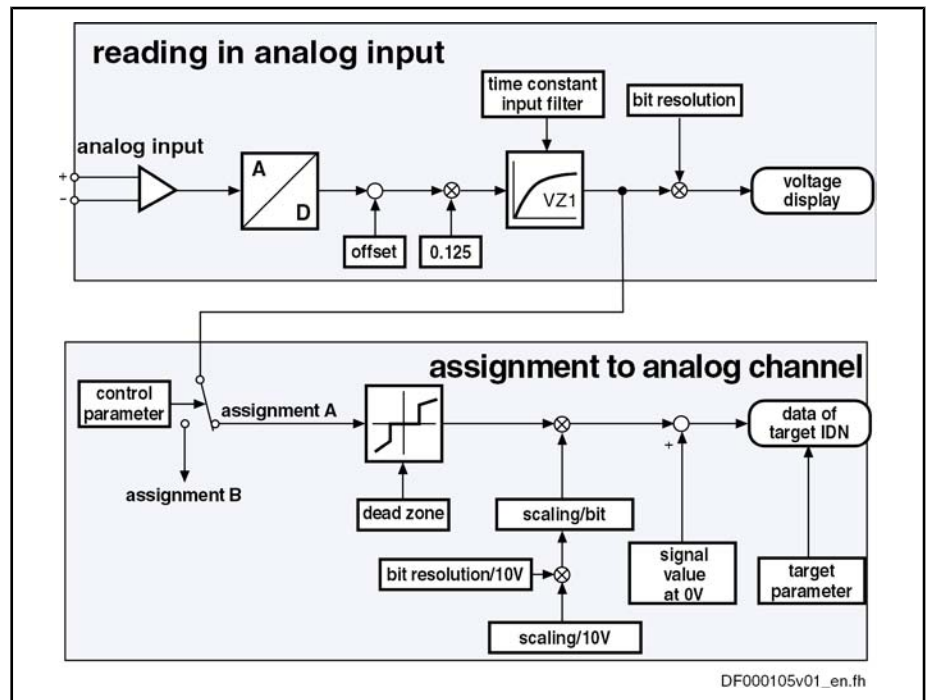 reading in analog input
time constant
input filter
bit resolution
analog input
+
-
A
D
VZ1
voltage
display
offset
0.125
assignment to analog channel
control
parameter
assignment A
assignment B
dead zone
+
data of
target IDN
scaling/bit
bit resolution/10V
scaling/10V
signal
value
at 0V
target
parameter
DF000105v01_en.fh